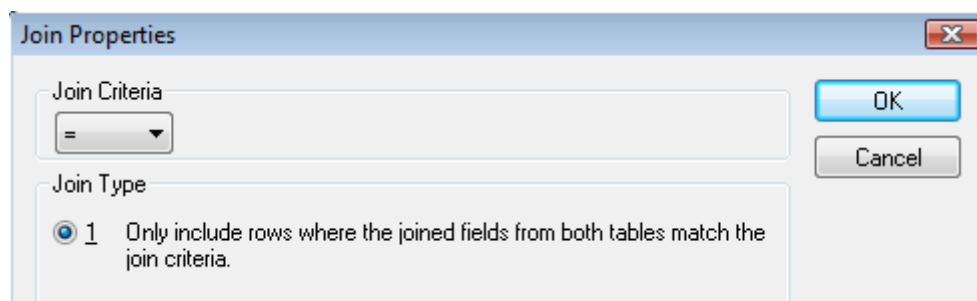 Join Properties
Join Criteria
=
OK
Cancel
Join Type
1 Only include rows where the joined fields from both tables match the
join criteria.